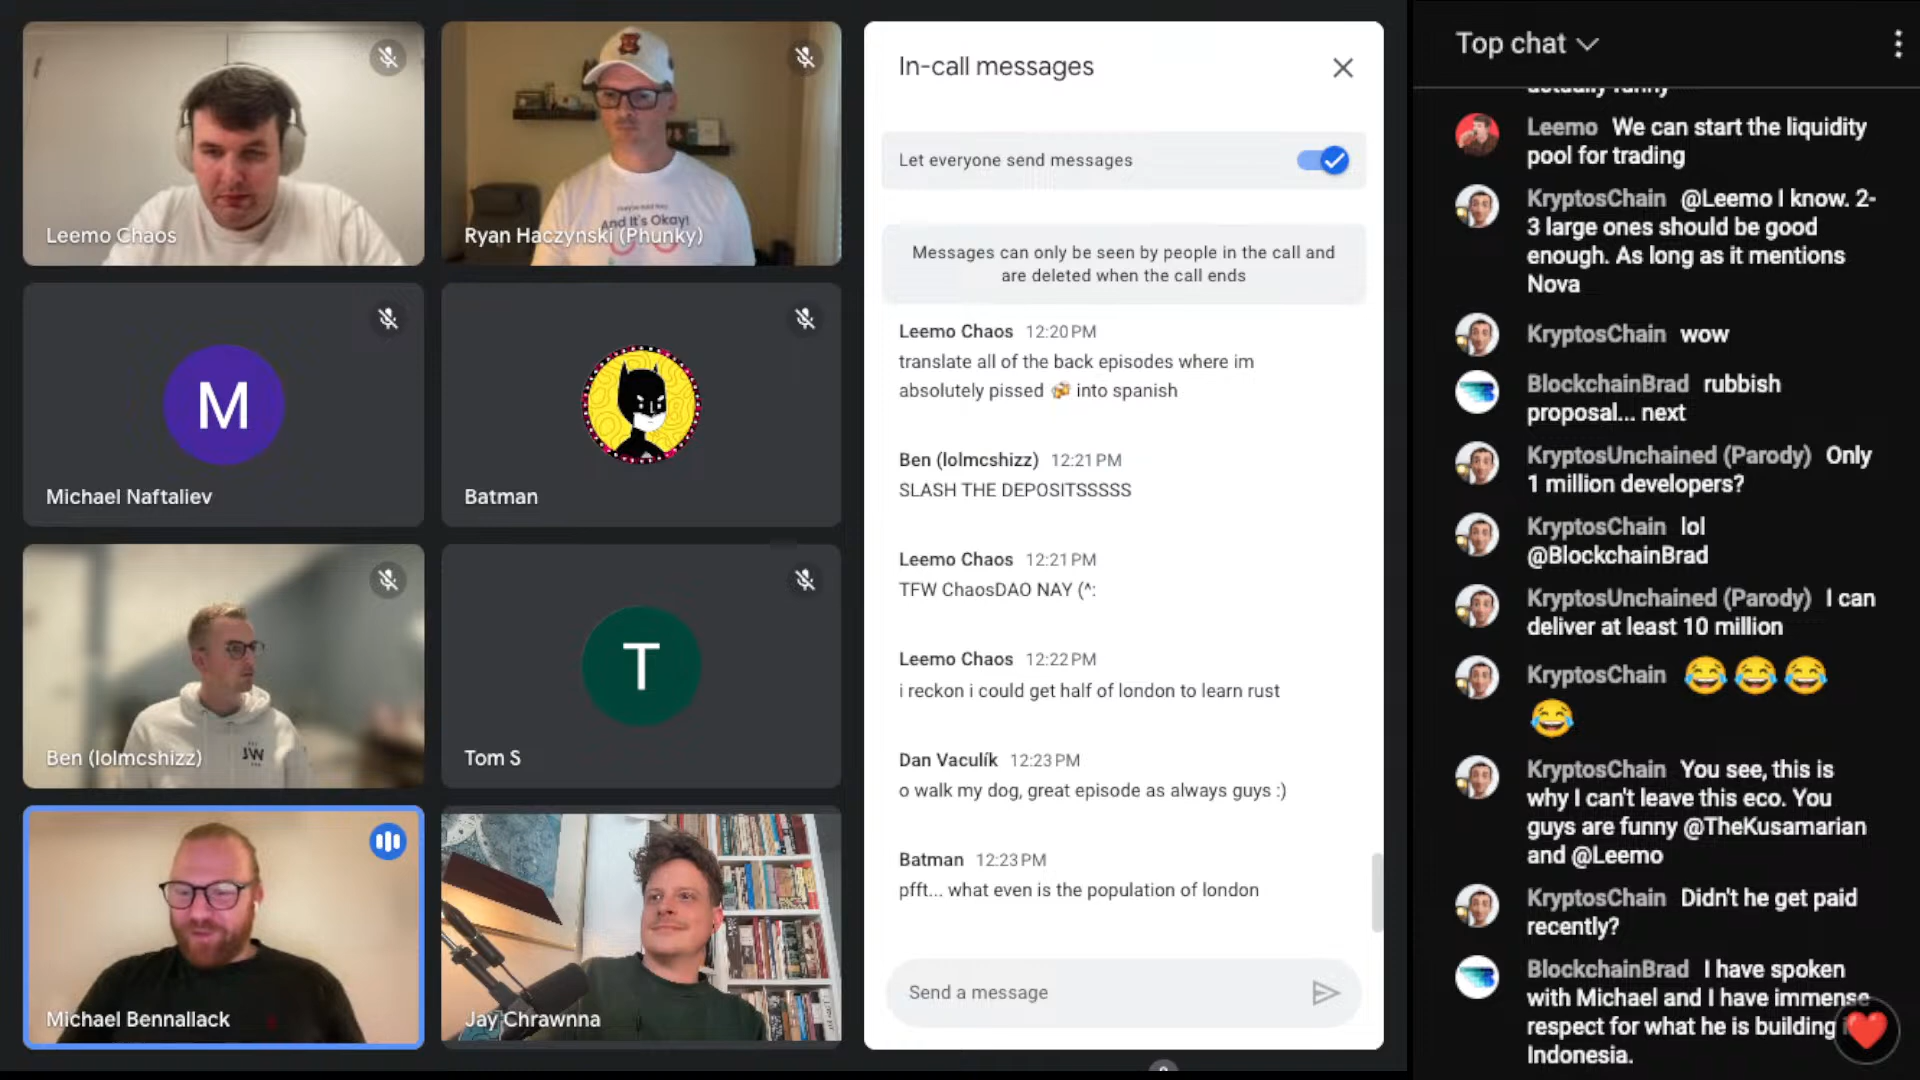 Leemo Chaos
And It's Okay!
Ryan Haczynski (Phunky)
M
Michael Naftaliev
Batman
JW
Ben (lolmcshizz)
T
Tom S
Michael Bennallack
Jay Chrawnna
In-call messages
Let everyone send messages
Messages can only be seen by people in the call and
are deleted when the call ends
Leemo Chaos 12:20 PM
translate all of the back episodes where im
absolutely pissed 🍻 into spanish
Ben (lolmcshizz) 12:21 PM
SLASH THE DEPOSITSSSSS
Leemo Chaos 12:21 PM
TFW ChaosDAO NAY (^:
Leemo Chaos 12:22 PM
i reckon i could get half of london to learn rust
Dan Vaculík 12:23 PM
o walk my dog, great episode as always guys :)
Batman 12:23 PM
pfft... what even is the population of london
Send a message
Top chat
actually funny
Leemo We can start the liquidity
pool for trading
KryptosChain @Leemo I know. 2-
3 large ones should be good
enough. As long as it mentions
Nova
KryptosChain wow
BlockchainBrad rubbish
proposal... next
KryptosUnchained (Parody) Only
1 million developers?
KryptosChain lol
@BlockchainBrad
KryptosUnchained (Parody) I can
deliver at least 10 million
KryptosChain 😂😂😂
😂
KryptosChain You see, this is
why I can't leave this eco. You
guys are funny @TheKusamarian
and @Leemo
KryptosChain Didn't he get paid
recently?
BlockchainBrad I have spoken
with Michael and I have immense
respect for what he is building
Indonesia.